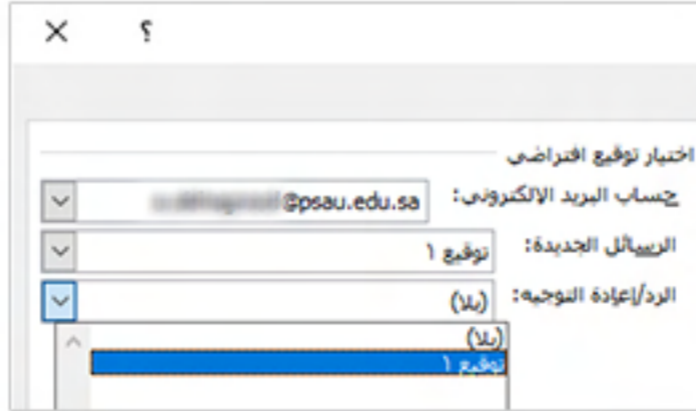 ؟
اختيار توقيع افتراضي
حساب البريد الالكتروني: @psau.edu.sa
الرسائل الجديدة: توقيع ١
الرد/إعادة التوجيه: (بلا)
(بلا)
توقيع ١